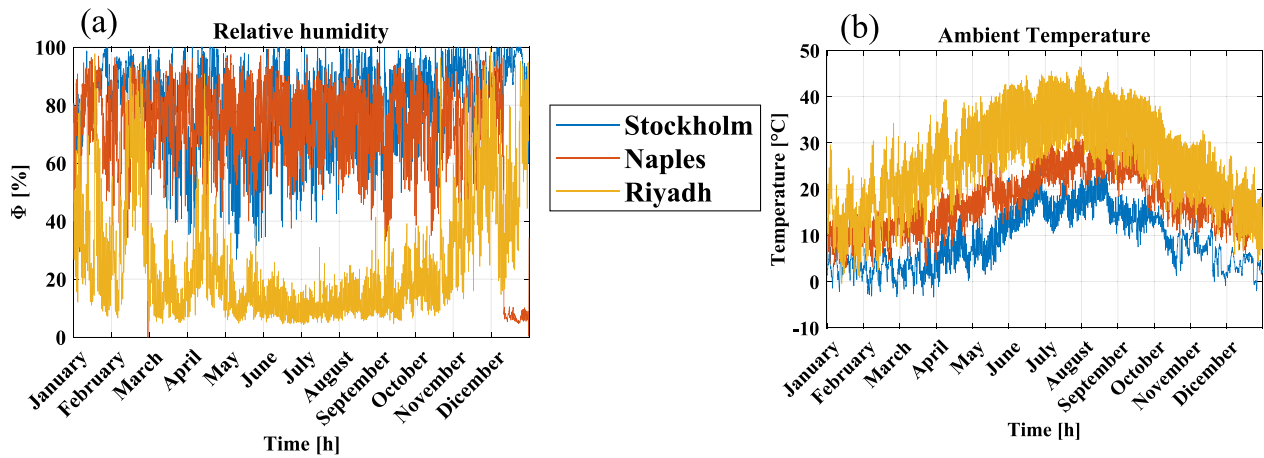 (a)
Relative humidity
100
80
60
40
20
0
Φ [%]
January
February
March
April
May
June
July
August
September
October
November
Dicember
Time [h]
Stockholm
Naples
Riyadh
(b)
Ambient Temperature
50
40
30
20
10
0
-10
Temperature [°C]
January
February
March
April
May
June
July
August
September
October
November
Dicember
Time [h]